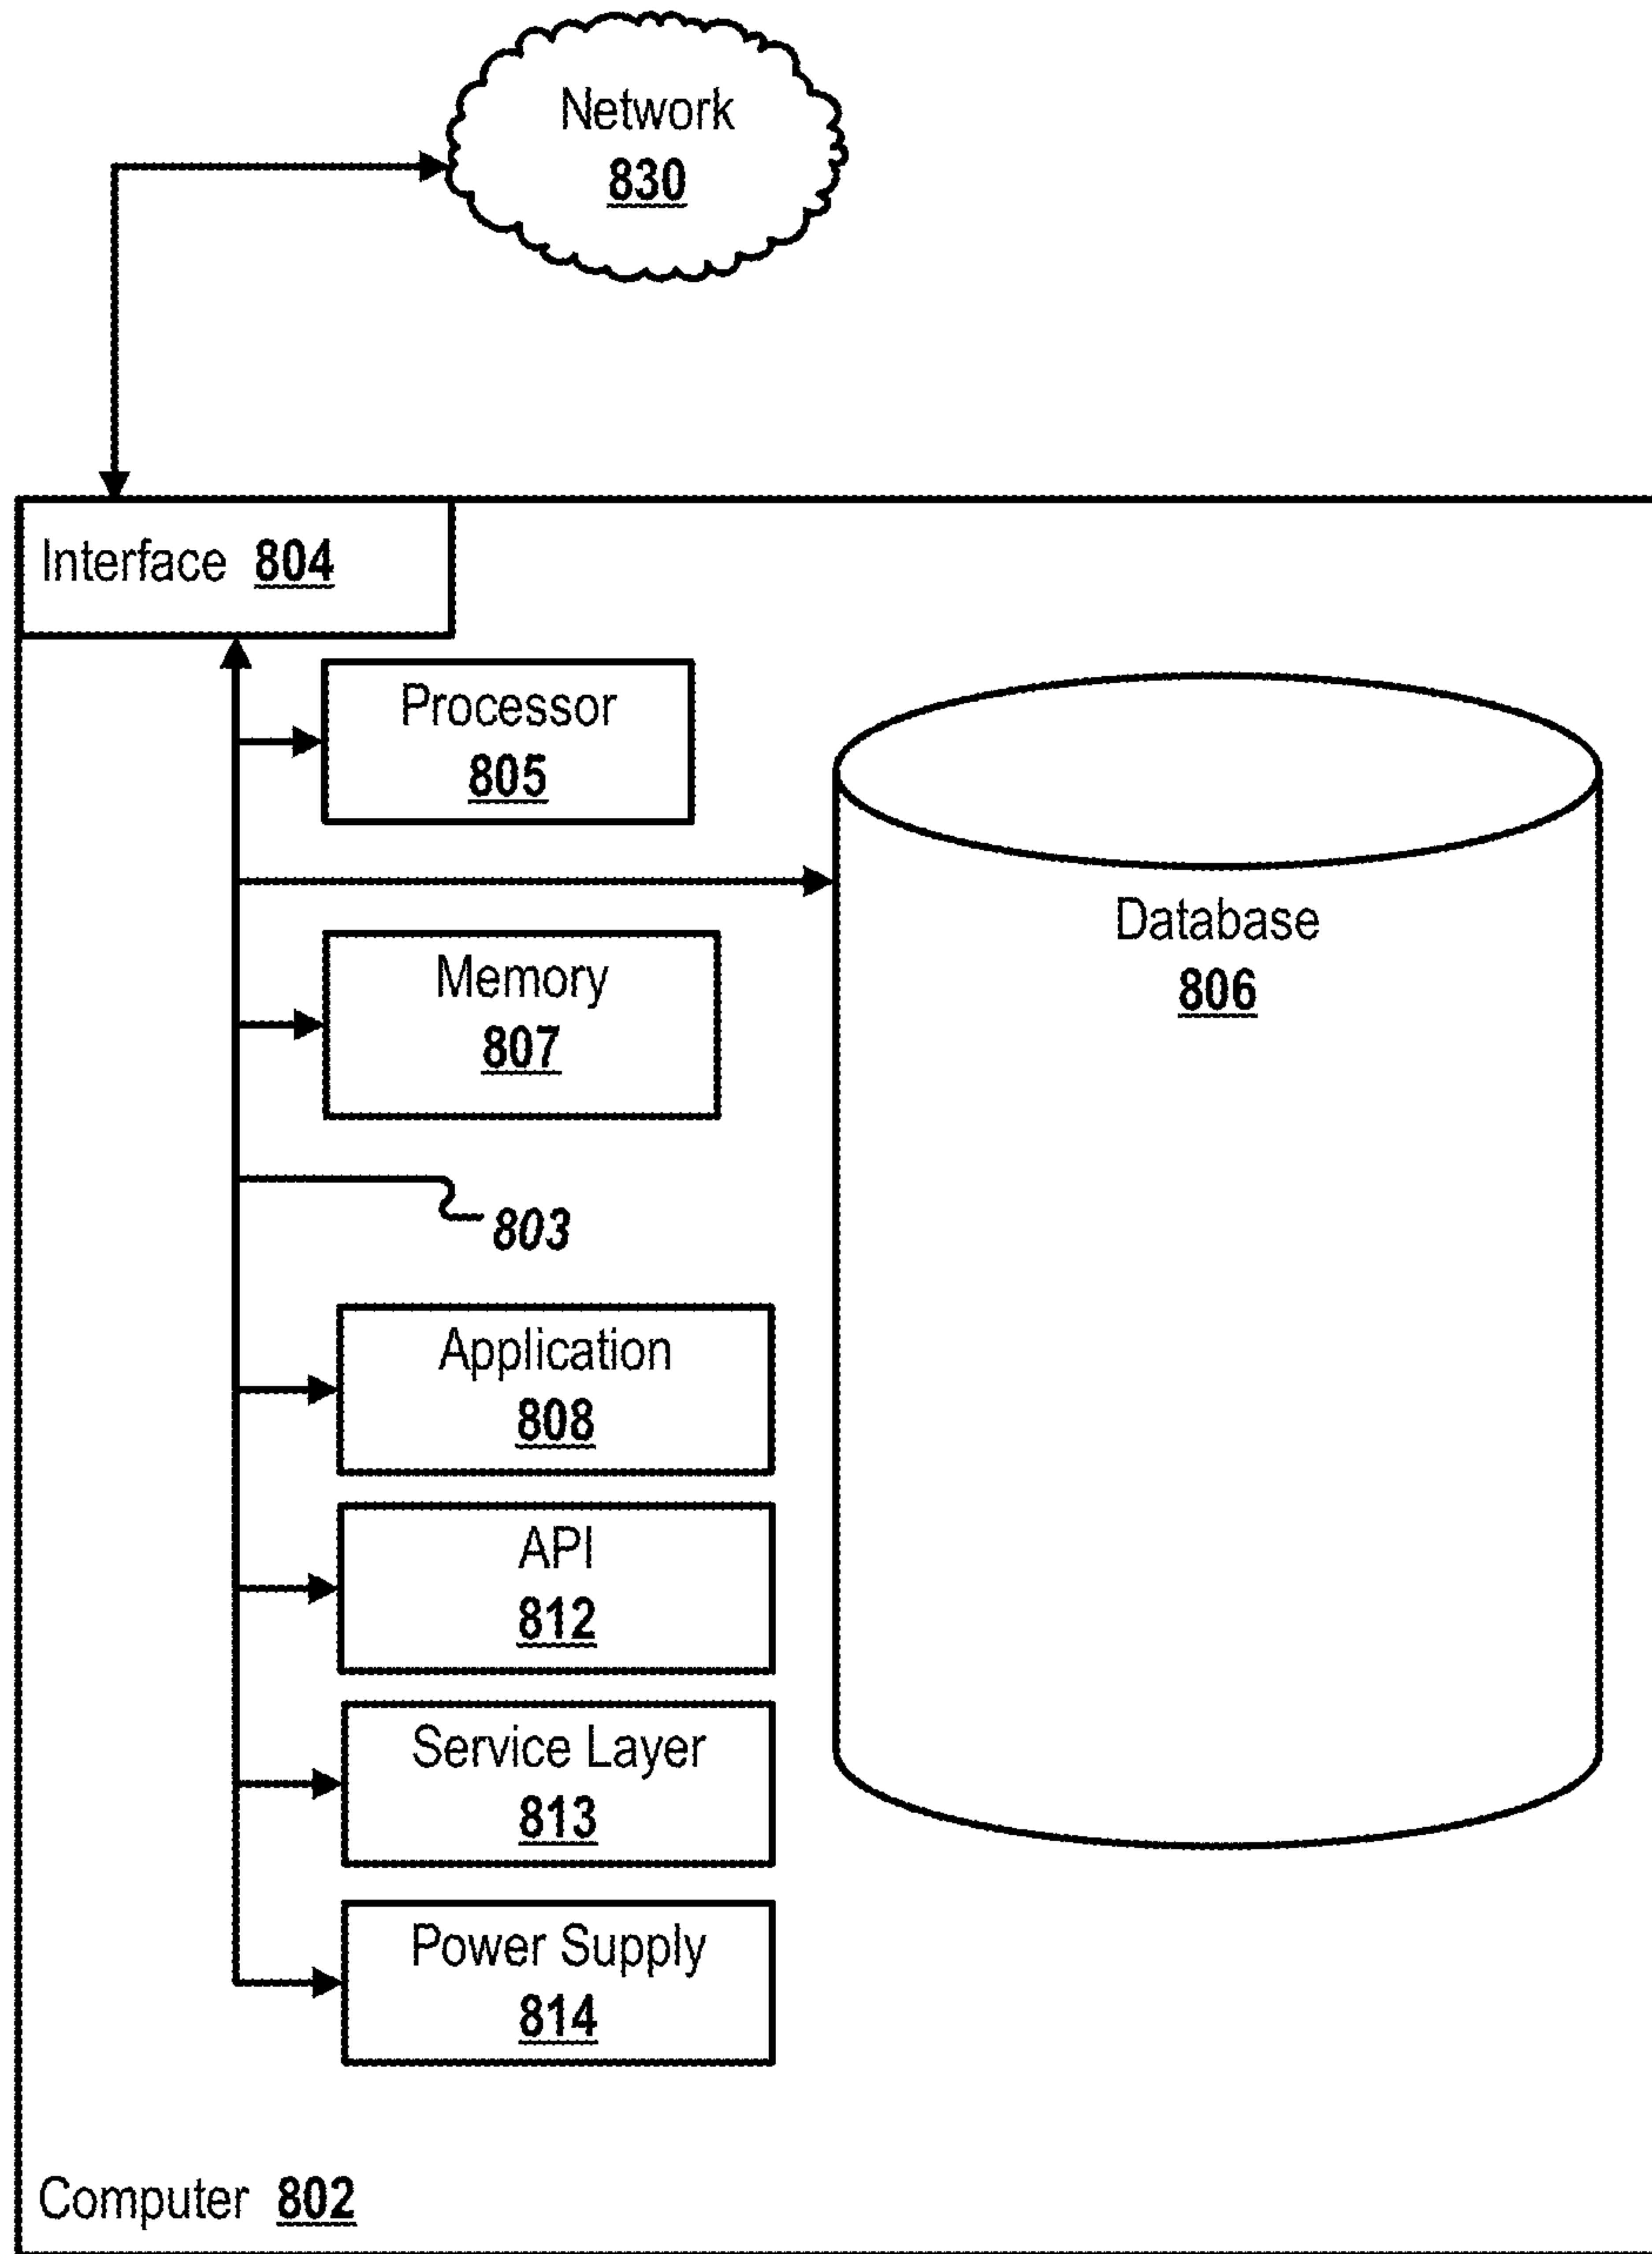 Network
830
Interface 804
Processor
805
Database
806
Memory
807
803
Application
808
API
812
Service Layer
813
Power Supply
814
Computer 802